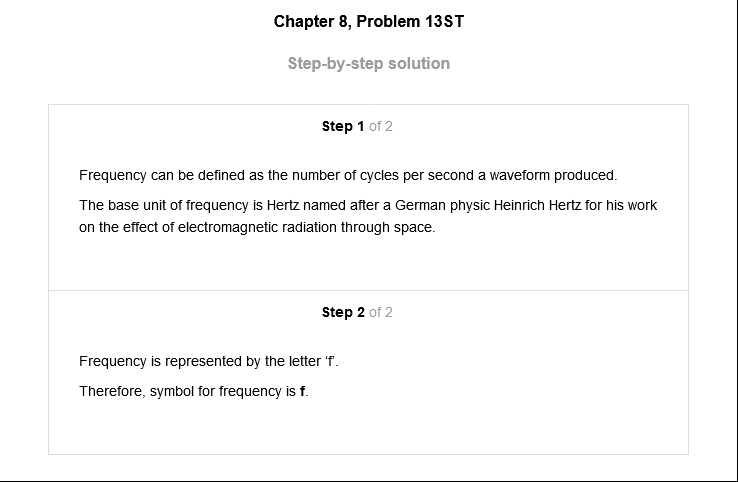 Chapter 8, Problem 13ST
Step-by-step solution
Step 1 of 2
Frequency can be defined as the number of cycles per second a waveform produced.
The base unit of frequency is Hertz named after a German physic Heinrich Hertz for his work
on the effect of electromagnetic radiation through space.
Step 2 of 2
Frequency is represented by the letter ‘f’.
Therefore, symbol for frequency is f.